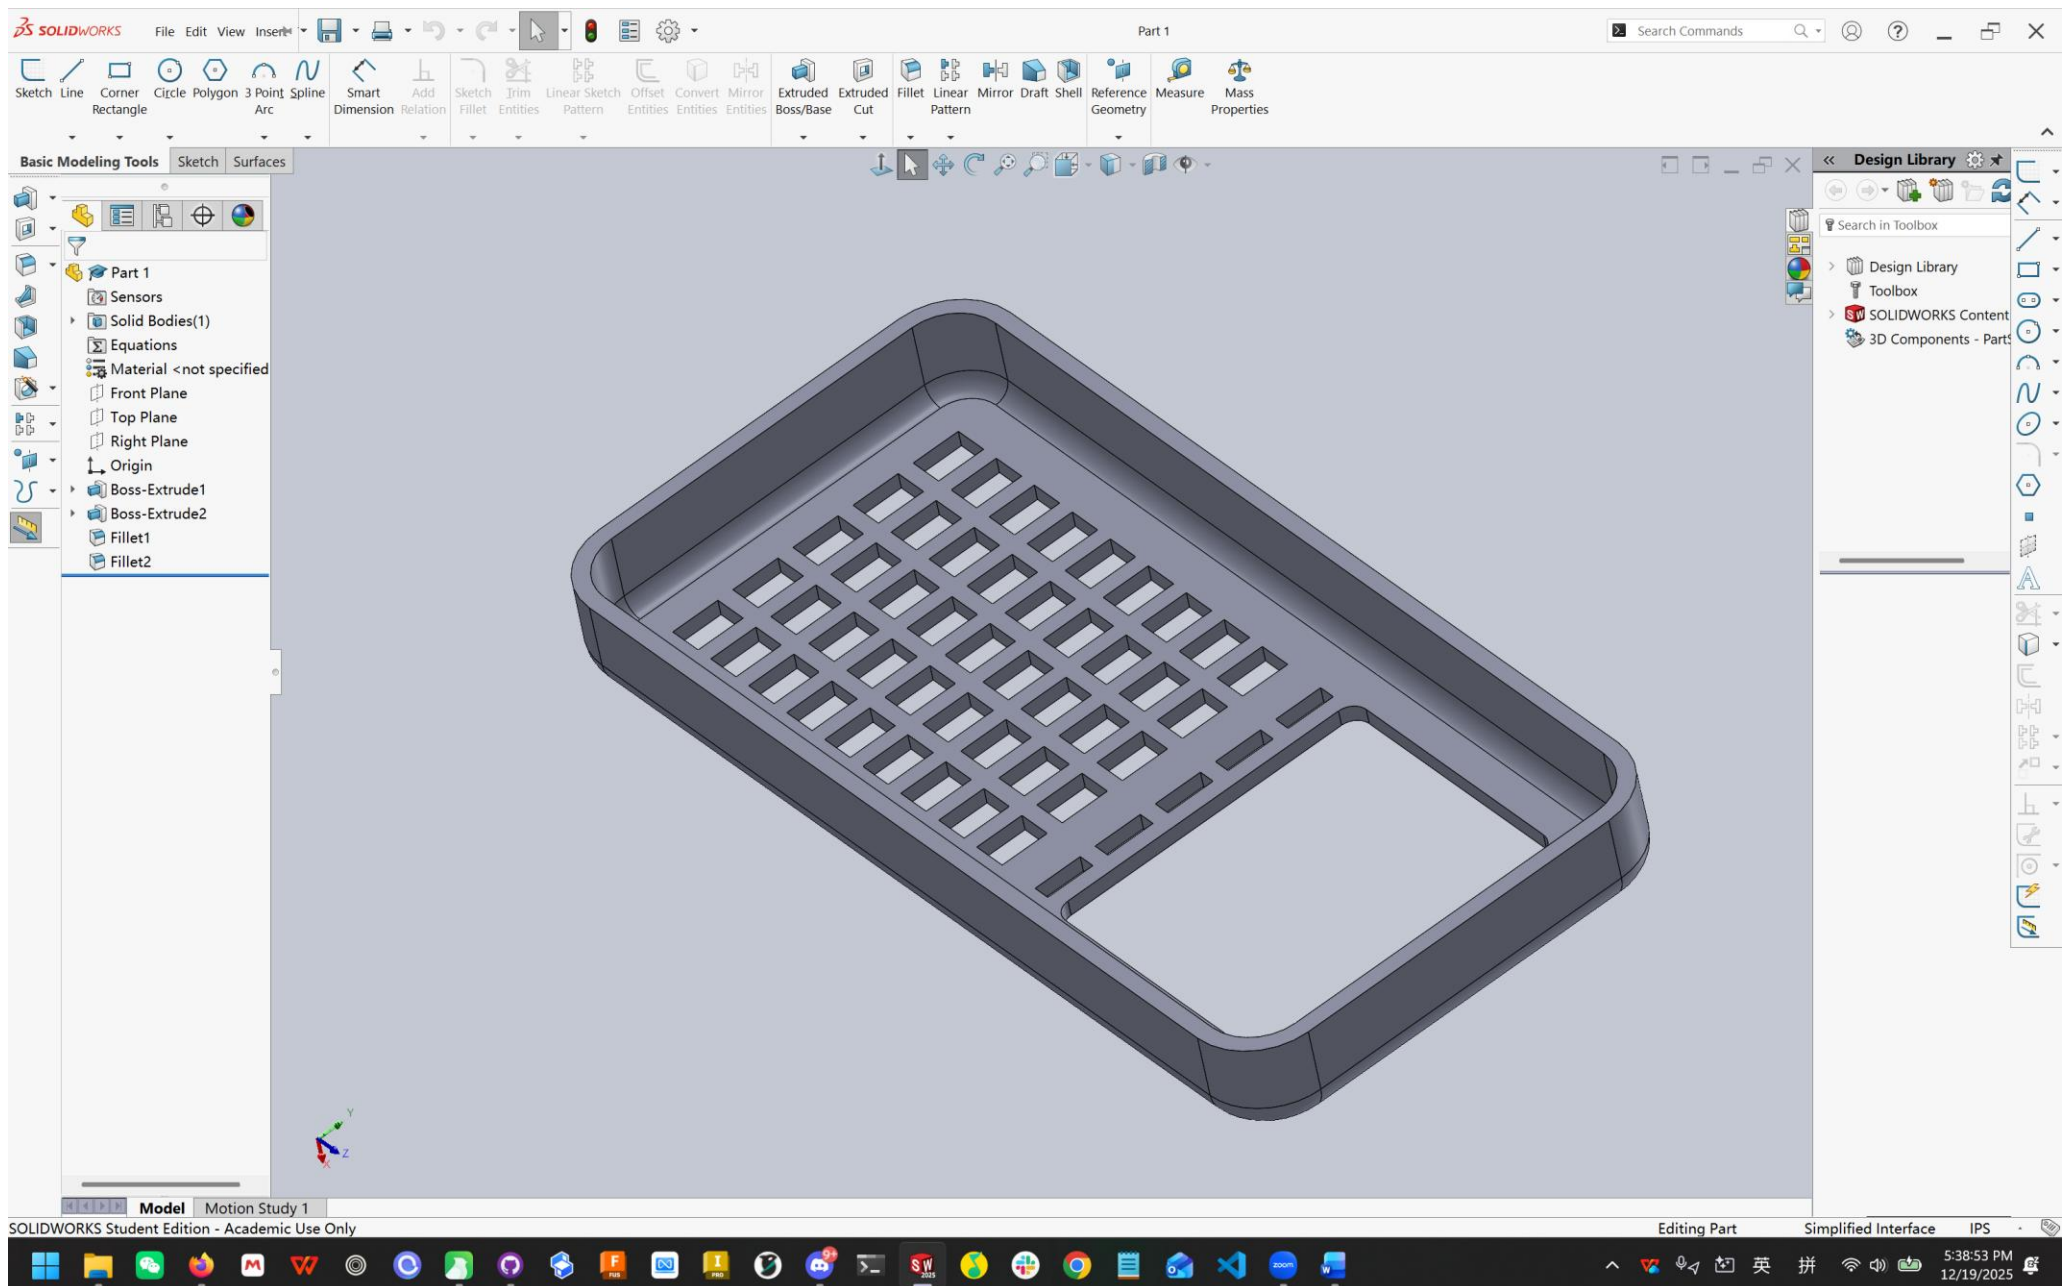 SOLIDWORKS File Edit View Insert Part 1 Search Commands
Sketch Line Corner Rectangle Circle Polygon 3 Point Arc Spline Smart Dimension Add Relation Sketch Fillet Trim Entities Linear Sketch Pattern Offset Entities Convert Entities Mirror Entities Extruded Boss/Base Extruded Cut Fillet Linear Pattern Mirror Draft Shell Reference Geometry Measure Mass Properties
Basic Modeling Tools Sketch Surfaces
Part 1
Sensors
Solid Bodies(1)
Equations
Material <not specified
Front Plane
Top Plane
Right Plane
Origin
Boss-Extrude1
Boss-Extrude2
Fillet1
Fillet2
Design Library
Search in Toolbox
Design Library
Toolbox
SOLIDWORKS Content
3D Components - Part
Y
Z
X
Model Motion Study 1
SOLIDWORKS Student Edition - Academic Use Only Editing Part Simplified Interface IPS
英 拼 5:38:53 PM
12/19/2025